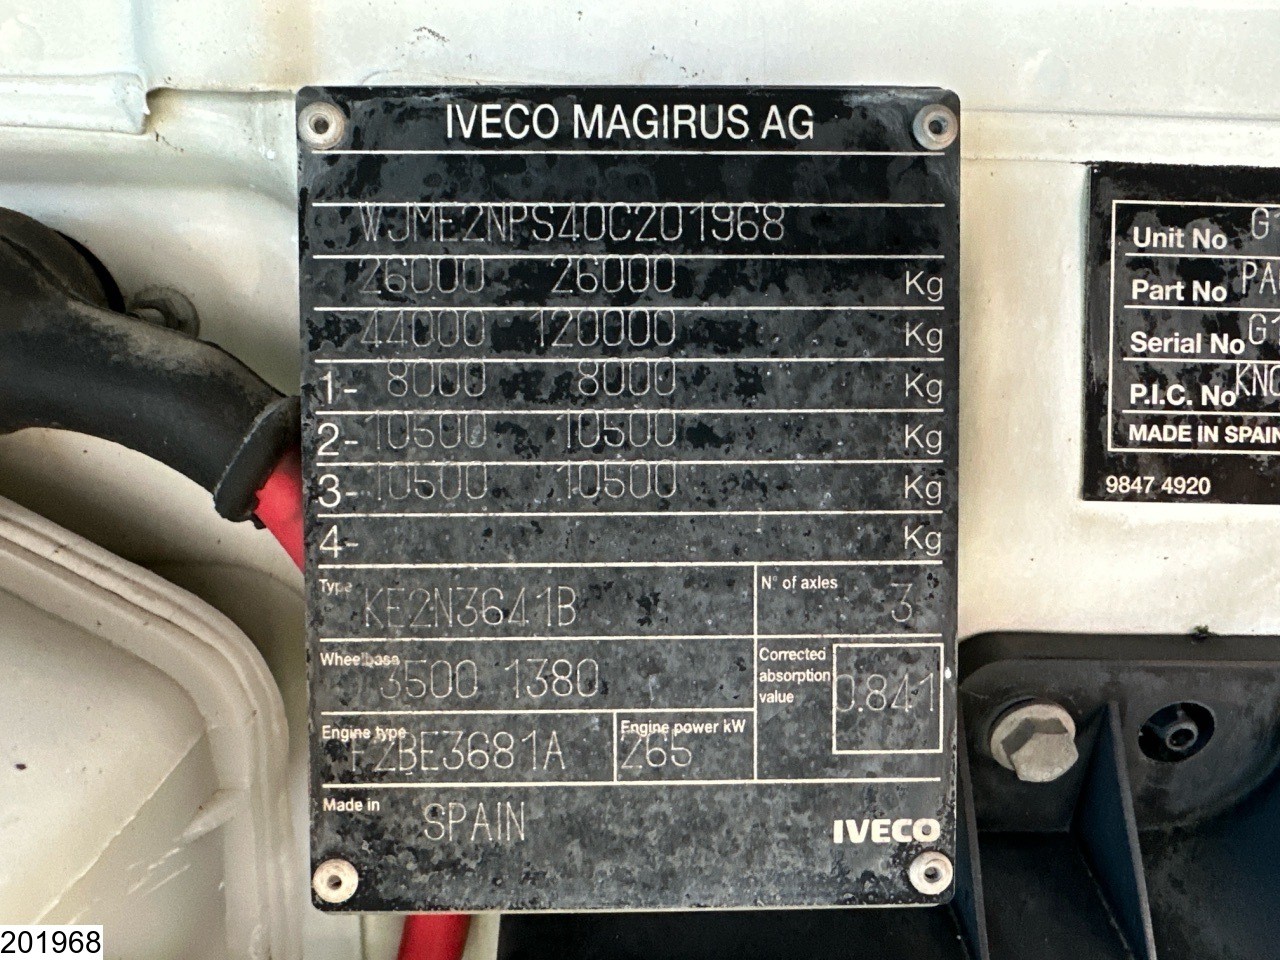 IVECO MAGIRUS AG
WJME2NPS40C201968
26000 26000 Kg
44000 120000 Kg
1- 8000 8000 Kg
2- 10500 10500 Kg
3- 10500 10500 Kg
4- Kg
Type KE2N3641B
N° of axles 3
Wheelbase 3500 1380
Corrected
absorption
value
0.841
Engine type F2BE3681A
Engine power kW
265
Made in SPAIN
IVECO
Unit No
Part No
Serial No
P.I.C. No
MADE IN SPAIN
9847 4920
201968